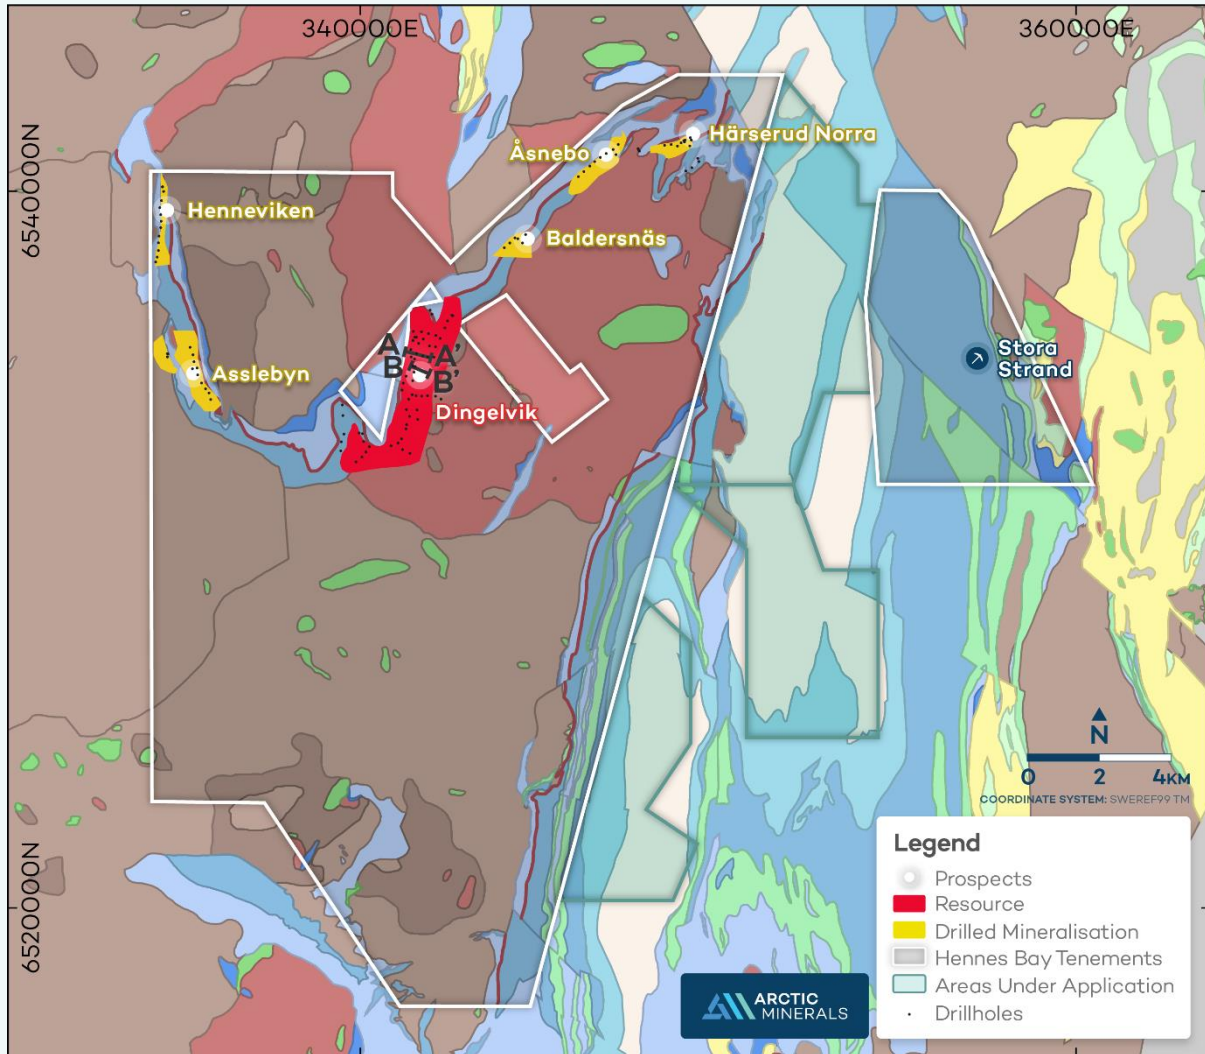 340000E
360000E
6540000N
6520000N
Härserud Norra
Åsnebo
Henneviken
Baldersnäs
Stora
Strand
A
A'
B
B'
Asslebyn
Dingelvik
N
0 2 4KM
COORDINATE SYSTEM: SWEREF99 TM
Legend
Prospects
Resource
Drilled Mineralisation
Hennes Bay Tenements
Areas Under Application
Drillholes
ARCTIC
MINERALS